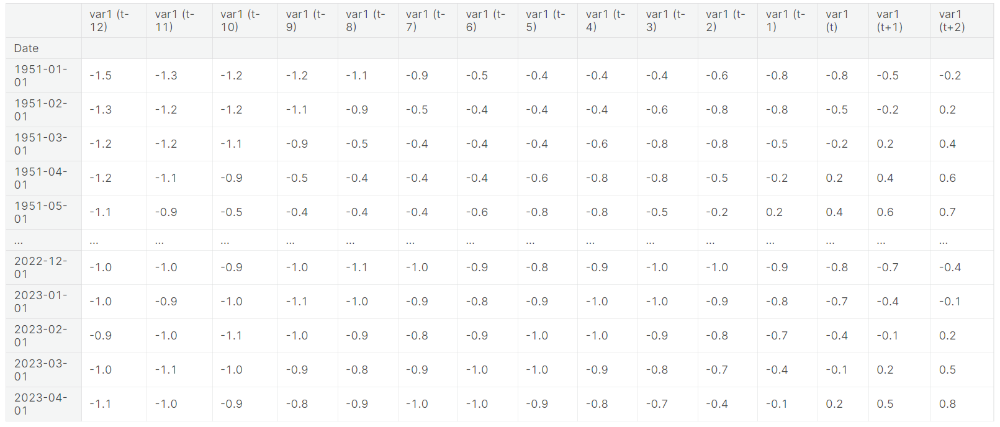 var1 (t-12) var1 (t-11) var1 (t-10) var1 (t-9) var1 (t-8) var1 (t-7) var1 (t-6) var1 (t-5) var1 (t-4) var1 (t-3) var1 (t-2) var1 (t-1) var1 (t) var1 (t+1) var1 (t+2)
Date
1951-01-01 -1.5 -1.3 -1.2 -1.2 -1.1 -0.9 -0.5 -0.4 -0.4 -0.4 -0.6 -0.8 -0.8 -0.5 -0.2
1951-02-01 -1.3 -1.2 -1.2 -1.1 -0.9 -0.5 -0.4 -0.4 -0.4 -0.6 -0.8 -0.8 -0.5 -0.2 0.2
1951-03-01 -1.2 -1.2 -1.1 -0.9 -0.5 -0.4 -0.4 -0.4 -0.6 -0.8 -0.8 -0.5 -0.2 0.2 0.4
1951-04-01 -1.2 -1.1 -0.9 -0.5 -0.4 -0.4 -0.4 -0.6 -0.8 -0.8 -0.5 -0.2 0.2 0.4 0.6
1951-05-01 -1.1 -0.9 -0.5 -0.4 -0.4 -0.4 -0.6 -0.8 -0.8 -0.5 -0.2 0.2 0.4 0.6 0.7
... ... ... ... ... ... ... ... ... ... ... ... ... ... ... ...
2022-12-01 -1.0 -1.0 -0.9 -1.0 -1.1 -1.0 -0.9 -0.8 -0.9 -1.0 -1.0 -0.9 -0.8 -0.7 -0.4
2023-01-01 -1.0 -0.9 -1.0 -1.1 -1.0 -0.9 -0.8 -0.9 -1.0 -1.0 -0.9 -0.8 -0.7 -0.4 -0.1
2023-02-01 -0.9 -1.0 -1.1 -1.0 -0.9 -0.8 -0.9 -1.0 -1.0 -0.9 -0.8 -0.7 -0.4 -0.1 0.2
2023-03-01 -1.0 -1.1 -1.0 -0.9 -0.8 -0.9 -1.0 -1.0 -0.9 -0.8 -0.7 -0.4 -0.1 0.2 0.5
2023-04-01 -1.1 -1.0 -0.9 -0.8 -0.9 -1.0 -1.0 -0.9 -0.8 -0.7 -0.4 -0.1 0.2 0.5 0.8